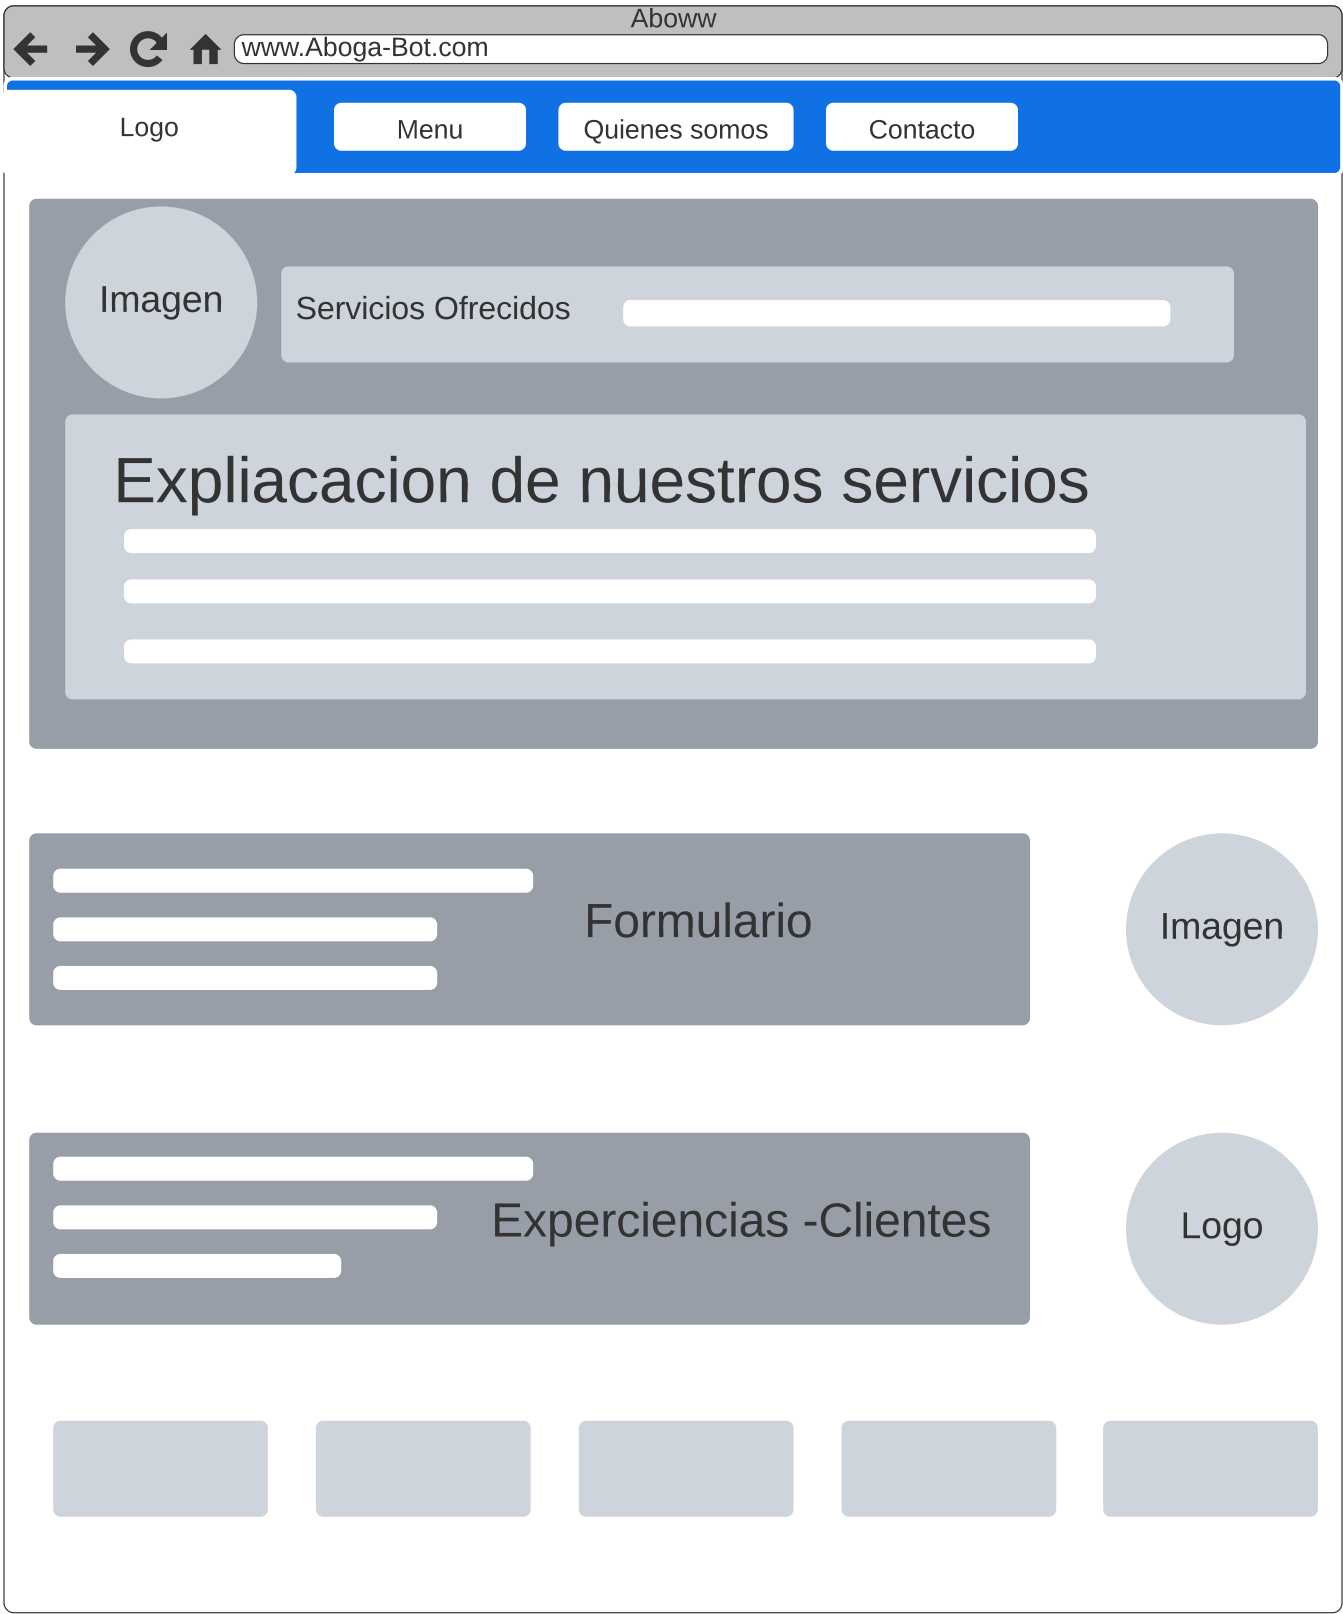 Aboww
www.Aboga-Bot.com
Logo
Menu
Quienes somos
Contacto
Imagen
Servicios Ofrecidos
Expliacacion de nuestros servicios
Formulario
Imagen
Experciencias -Clientes
Logo